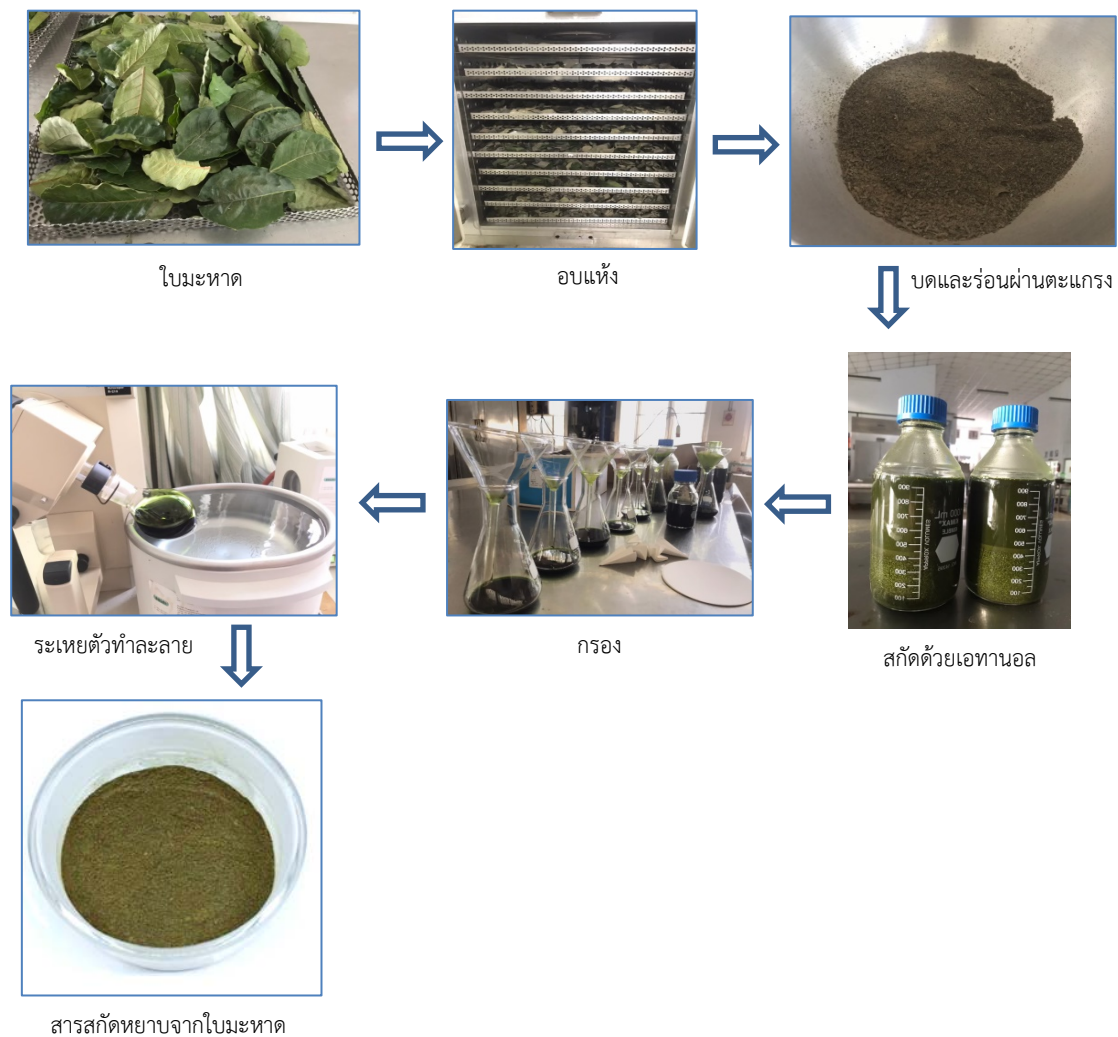 ใบมะหาด
อบแห้ง
บดและร่อนผ่านตะแกรง
สกัดด้วยเอทานอล
กรอง
ระเหยตัวทำละลาย
สารสกัดหยาบจากใบมะหาด